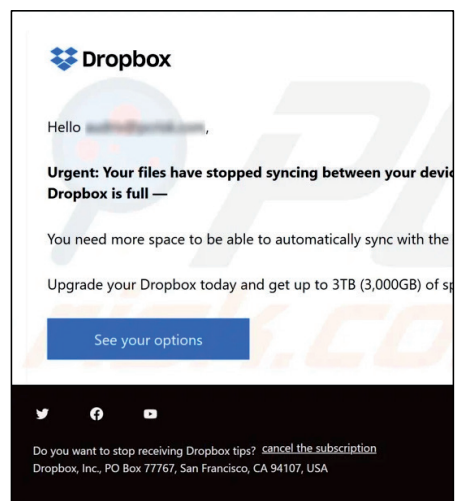 Dropbox
Hello ,
Urgent: Your files have stopped syncing between your devic
Dropbox is full —
You need more space to be able to automatically sync with the
Upgrade your Dropbox today and get up to 3TB (3,000GB) of sp
See your options
Do you want to stop receiving Dropbox tips? cancel the subscription
Dropbox, Inc., PO Box 77767, San Francisco, CA 94107, USA